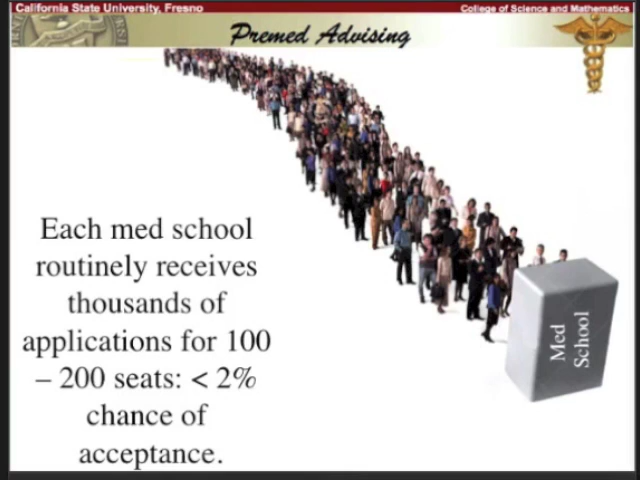 California State University, Fresno
College of Science and Mathematics
Premed Advising
Each med school
routinely receives
thousands of
applications for 100
– 200 seats: < 2%
chance of
acceptance.
Med
School